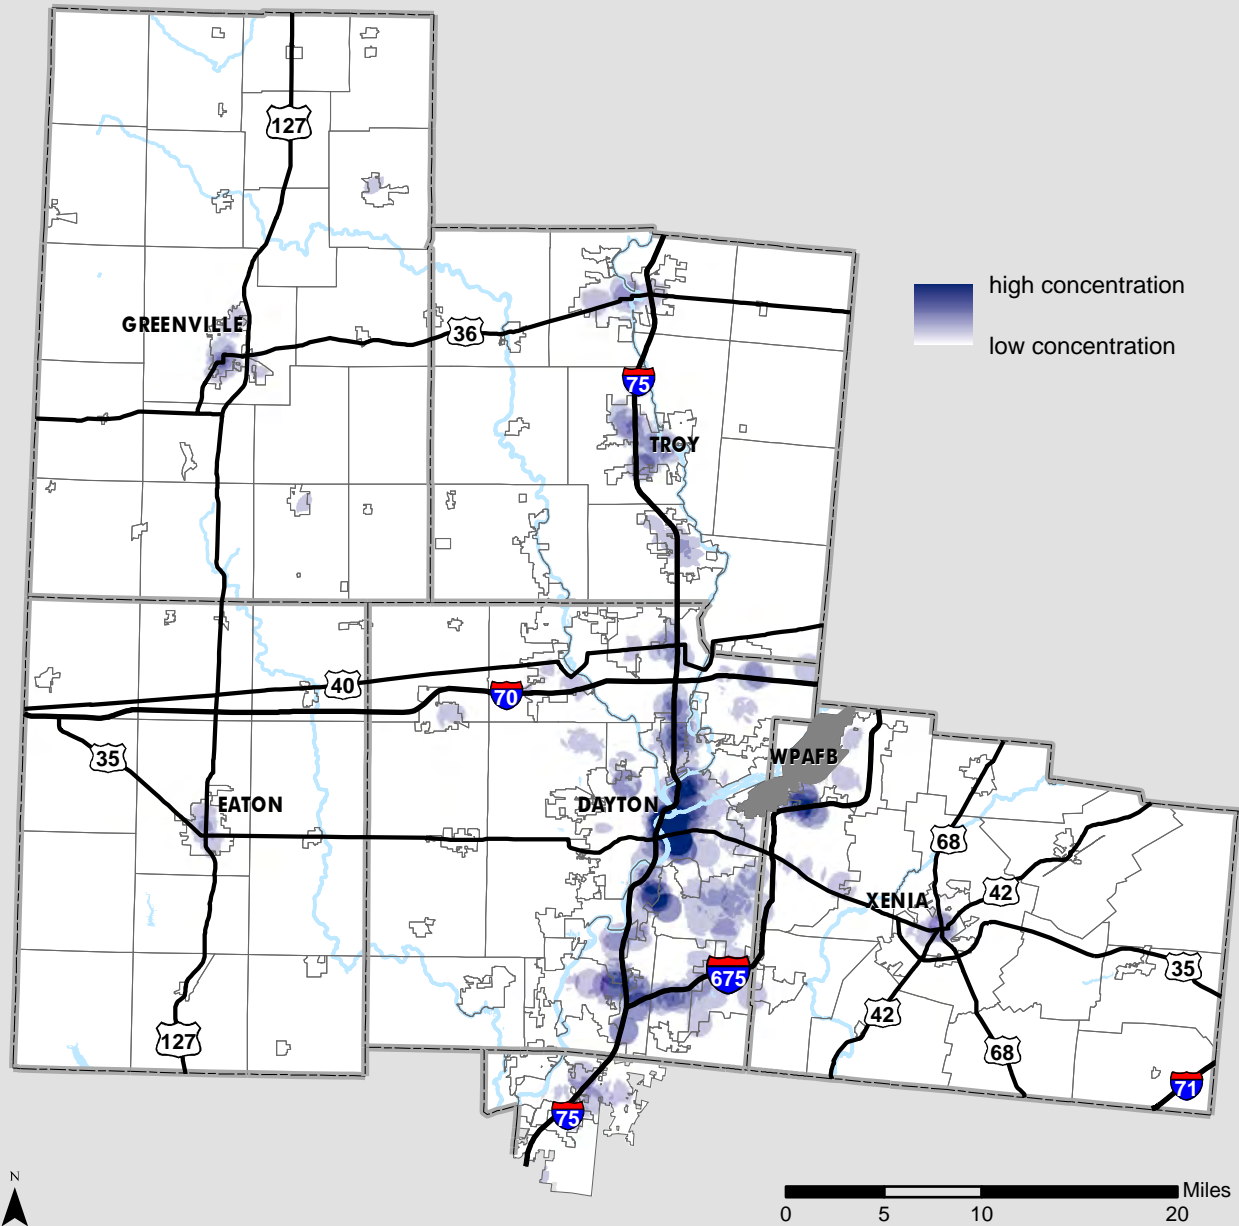 127
high concentration
GREENVILLE
36
low concentration
75
TROY
40
70
35
WPAFB
EATON
DAYTON
68
42
XENIA
35
675
42
127
68
71
75
N
Miles
0 5 10 20